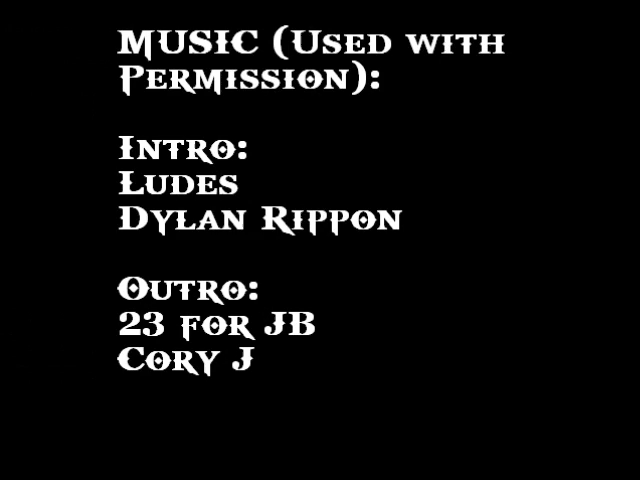 MUSIC (Used with
Permission):
Intro:
Ludes
Dylan Rippon
Outro:
23 for JB
Cory J